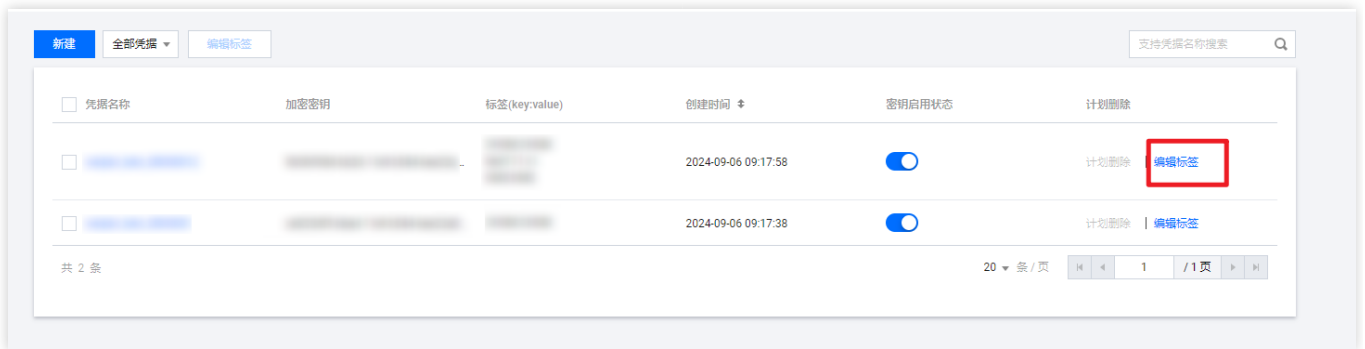 新建 全部凭据 编辑标签 支持凭据名称搜索
凭据名称 加密密钥 标签(key:value) 创建时间 密钥启用状态 计划删除
2024-09-06 09:17:58 计划删除 | 编辑标签
2024-09-06 09:17:38 计划删除 | 编辑标签
共 2 条 20 条 / 页 1 / 1 页